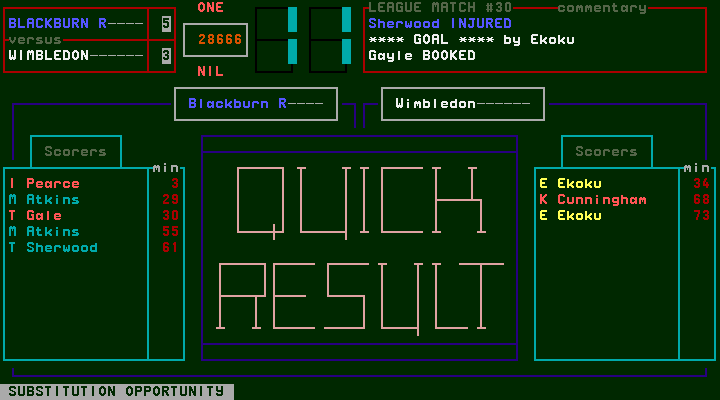 BLACKBURN R---- 5
versus
WIMBLEDON------ 3
ONE
28666
NIL
LEAGUE MATCH #30 commentary
Sherwood INJURED
**** GOAL **** by Ekoku
Gayle BOOKED
Blackburn R----
Wimbledon------
Scorers
min
I Pearce 3
M Atkins 29
T Gale 30
M Atkins 55
T Sherwood 61
QUICK
RESULT
Scorers
min
E Ekoku 34
K Cunningham 68
E Ekoku 73
SUBSTITUTION OPPORTUNITY